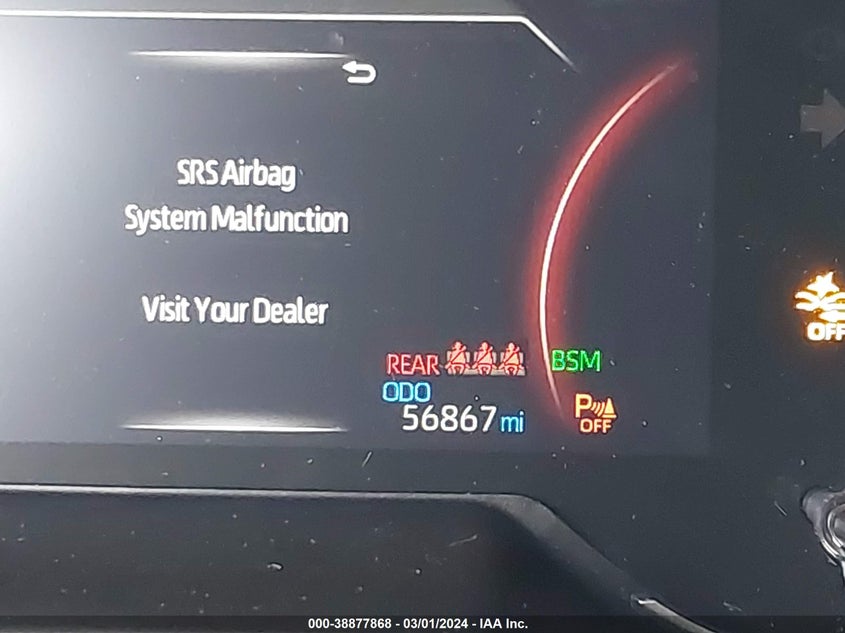 SRS Airbag
System Malfunction
Visit Your Dealer
REAR
BSM
ODO
56867 mi
P
OFF
OFF
000-38877868 - 03/01/2024 - IAA Inc.